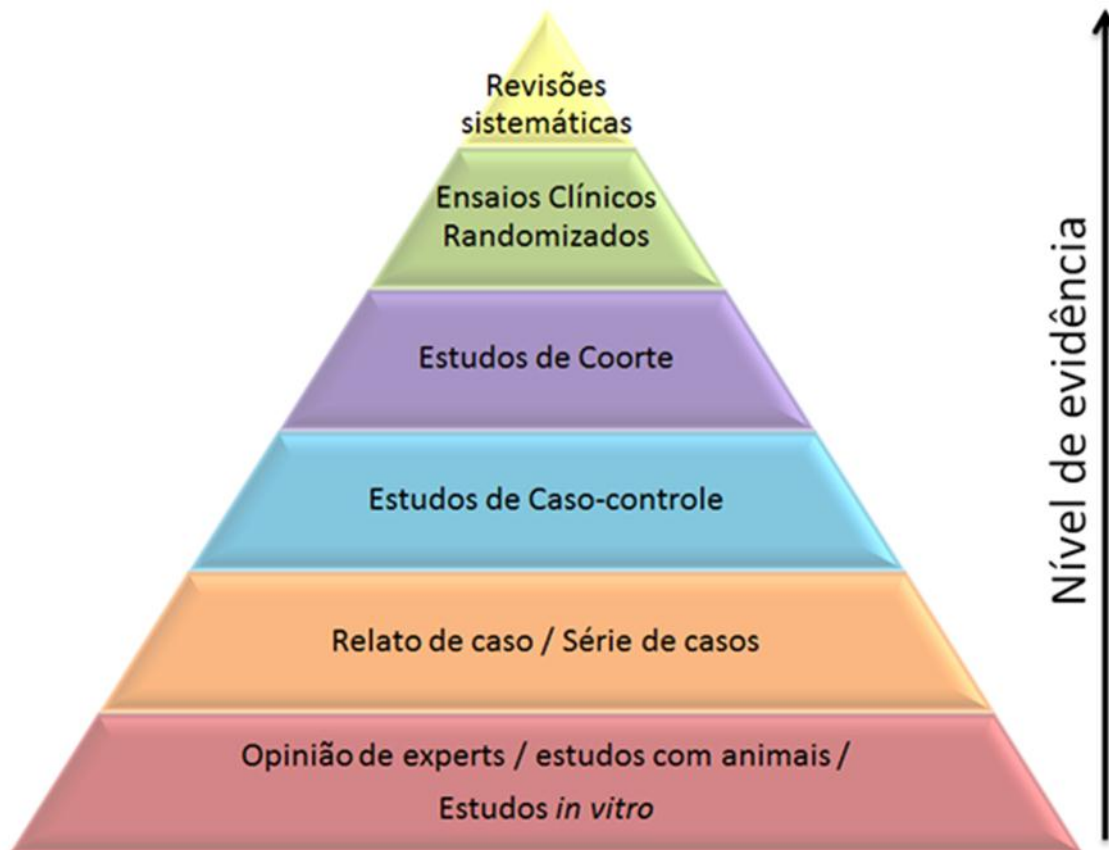 Revisões
sistemáticas
Ensaios Clínicos
Randomizados
Estudos de Coorte
Estudos de Caso-controle
Relato de caso / Série de casos
Opinião de experts / estudos com animais /
Estudos in vitro
Nível de evidência